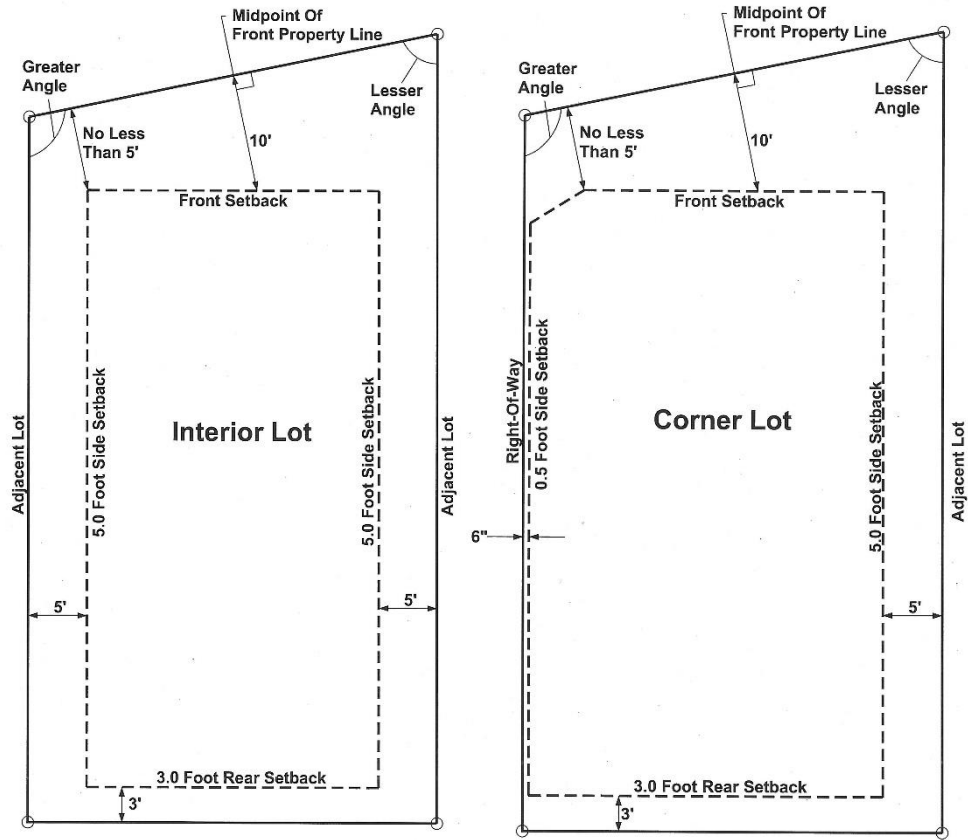 Midpoint Of
Front Property Line
Greater
Angle
Lesser
Angle
No Less
Than 5'
10'
Front Setback
Adjacent Lot
5.0 Foot Side Setback
Interior Lot
5.0 Foot Side Setback
Adjacent Lot
5'
5'
3.0 Foot Rear Setback
3'
Midpoint Of
Front Property Line
Greater
Angle
Lesser
Angle
No Less
Than 5'
10'
Front Setback
Right-Of-Way
0.5 Foot Side Setback
Corner Lot
5.0 Foot Side Setback
Adjacent Lot
6"
5'
3.0 Foot Rear Setback
3'